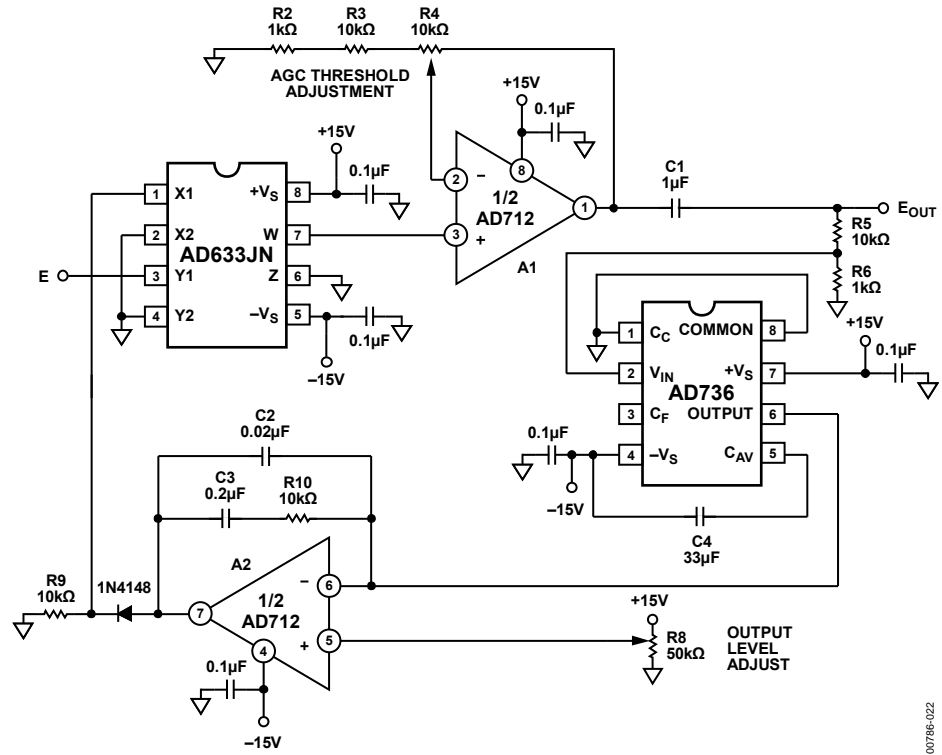 R2
1kΩ
R3
10kΩ
R4
10kΩ
AGC THRESHOLD
ADJUSTMENT
+15V
0.1µF
+15V
0.1µF
1 X1
2 X2
3 Y1
4 Y2
+VS 8
W 7
Z 6
–VS 5
AD633JN
E
0.1µF
–15V
2 –
3 +
8
1
1/2
AD712
A1
C1
1µF
EOUT
R5
10kΩ
R6
1kΩ
1 CC
2 VIN
3 CF
4 –VS
COMMON 8
+VS 7
OUTPUT 6
CAV 5
AD736
+15V
0.1µF
0.1µF
–15V
C4
33µF
C2
0.02µF
C3
0.2µF
R10
10kΩ
A2
1/2
AD712
– 6
+ 5
7
4
R9
10kΩ
1N4148
0.1µF
–15V
+15V
R8
50kΩ
OUTPUT
LEVEL
ADJUST
00786-022